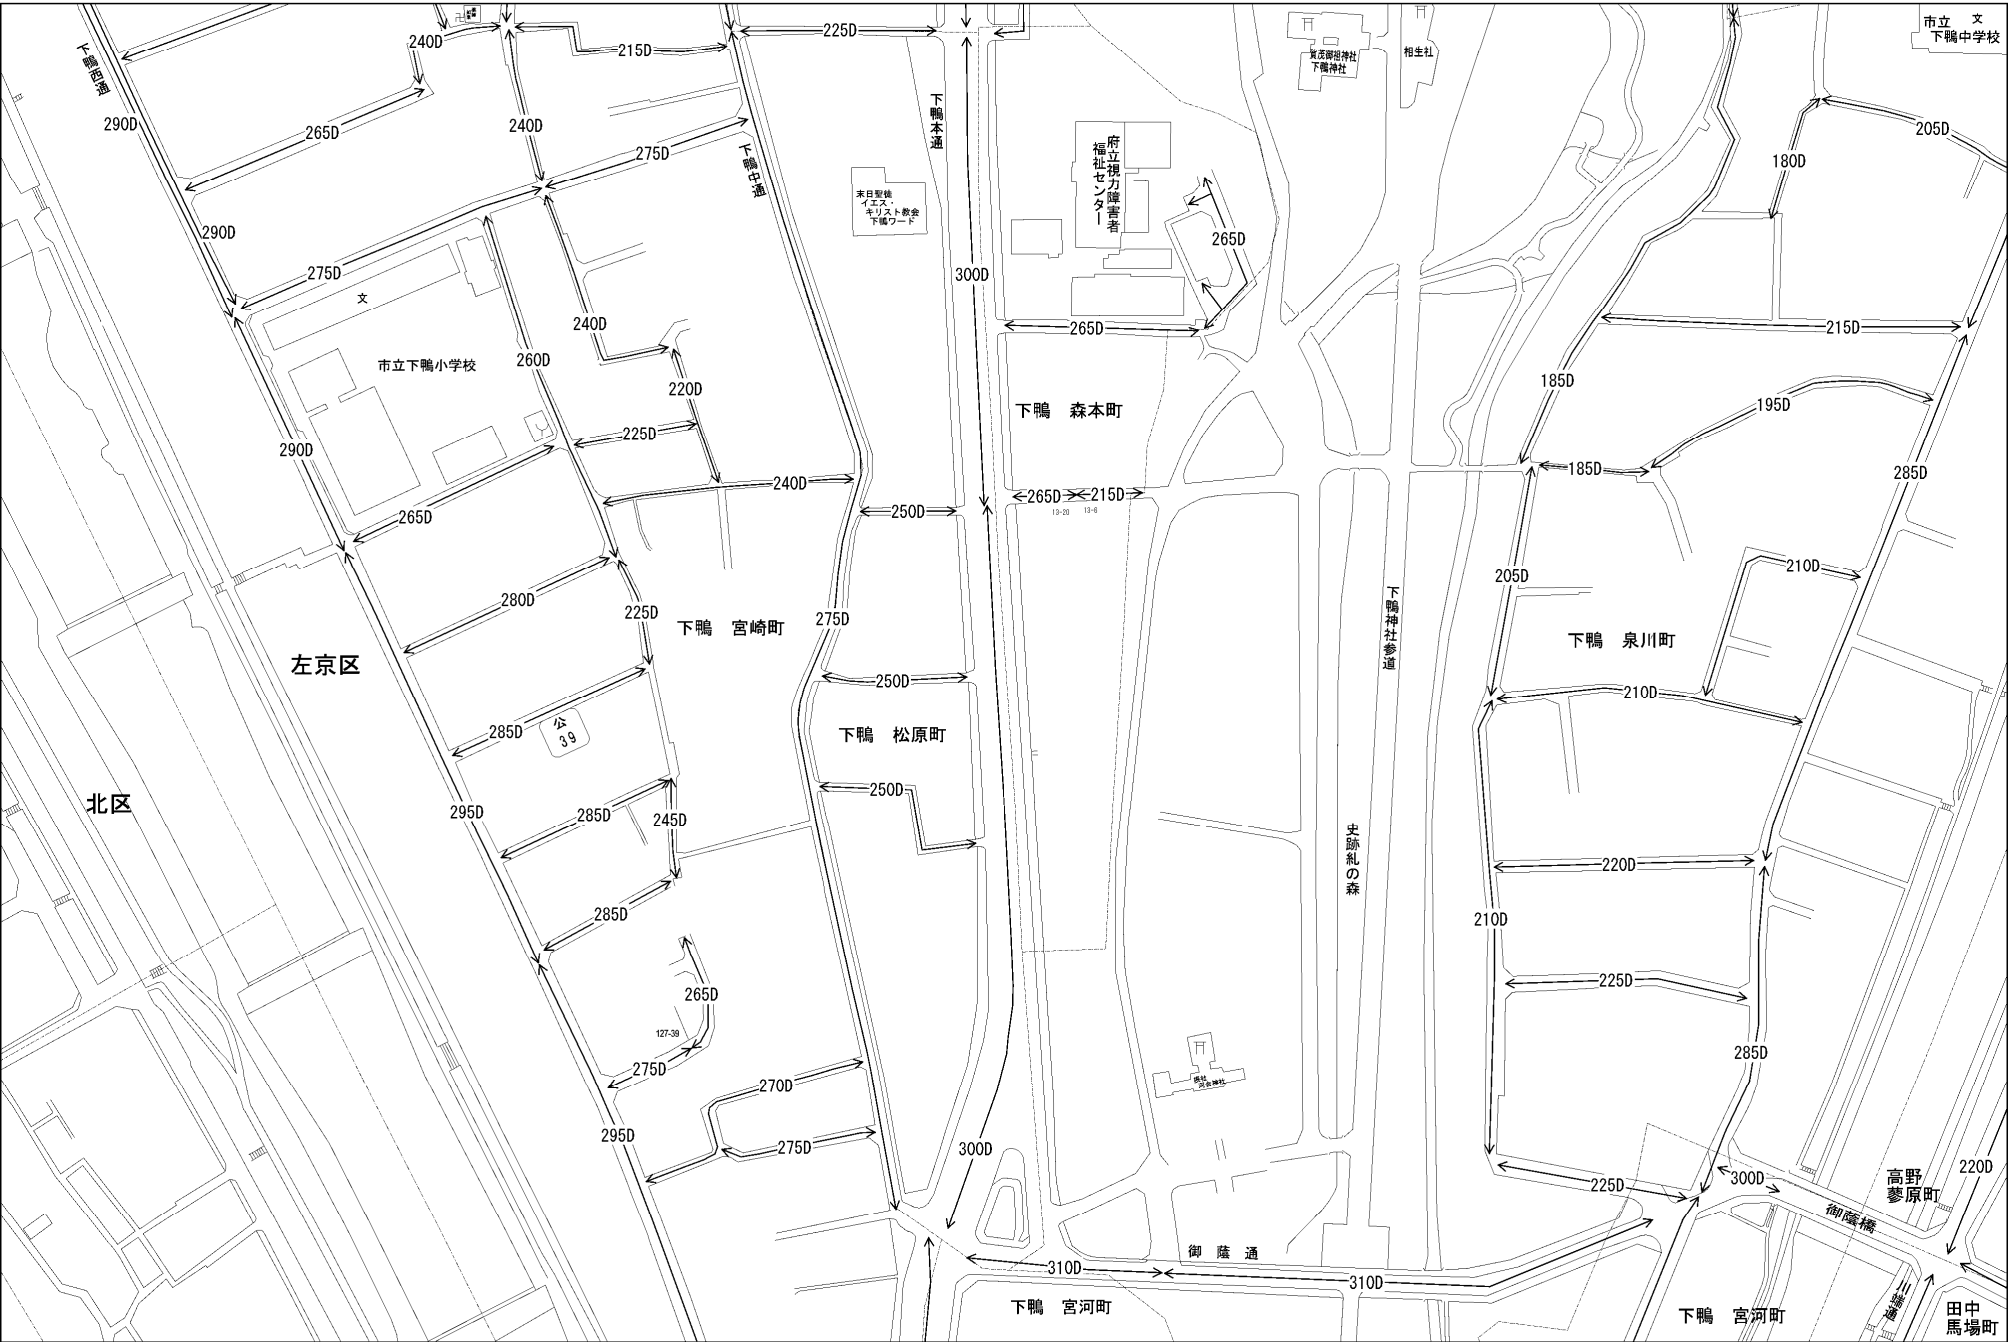 市立 文
下鴨中学校
賀茂御祖神社
下鴨神社
相生社
下鴨西通
240D
215D
225D
290D
265D
240D
275D
下鴨中通
下鴨本通
府立視力障害者
福祉センター
205D
180D
末日聖徒
イエス・
キリスト教会
下鴨ワード
290D
275D
文
265D
300D
240D
265D
215D
市立下鴨小学校
260D
220D
185D
下鴨 森本町
195D
225D
290D
265D
240D
250D
265D
215D
13-20
13-6
185D
285D
280D
225D
下鴨 宮崎町
275D
205D
210D
下鴨神社参道
下鴨 泉川町
左京区
250D
210D
285D
公
39
下鴨 松原町
北区
295D
285D
245D
250D
史跡糺の森
220D
285D
210D
265D
225D
127-39
275D
270D
摂社
河合神社
285D
295D
275D
300D
225D
300D
高野
蓼原町
220D
御蔭橋
御蔭通
310D
310D
下鴨 宮河町
下鴨 宮河町
川端通
田中
馬場町